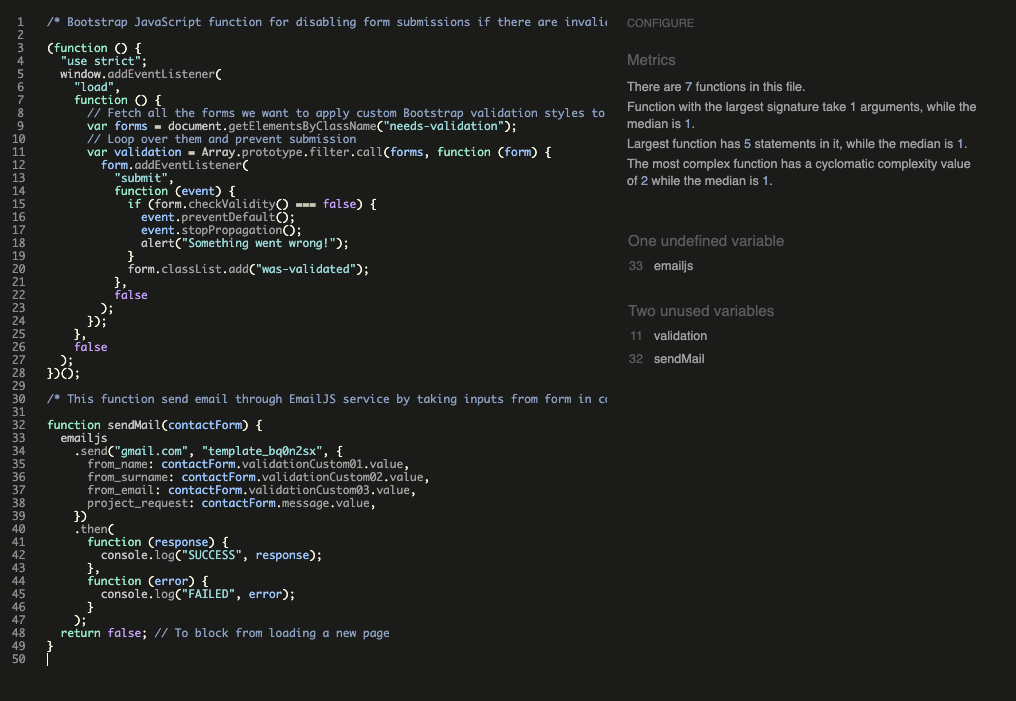 1 /* Bootstrap JavaScript function for disabling form submissions if there are invali
2
3 (function () {
4 "use strict";
5 window.addEventListener(
6 "load",
7 function () {
8 // Fetch all the forms we want to apply custom Bootstrap validation styles to
9 var forms = document.getElementsByClassName("needs-validation");
10 // Loop over them and prevent submission
11 var validation = Array.prototype.filter.call(forms, function (form) {
12 form.addEventListener(
13 "submit",
14 function (event) {
15 if (form.checkValidity() === false) {
16 event.preventDefault();
17 event.stopPropagation();
18 alert("Something went wrong!");
19 }
20 form.classList.add("was-validated");
21 },
22 false
23 );
24 });
25 },
26 false
27 );
28 })();
29
30 /* This function send email through EmailJS service by taking inputs from form in co
31
32 function sendMail(contactForm) {
33 emailjs
34 .send("gmail.com", "template_bq0n2sx", {
35 from_name: contactForm.validationCustom01.value,
36 from_surname: contactForm.validationCustom02.value,
37 from_email: contactForm.validationCustom03.value,
38 project_request: contactForm.message.value,
39 })
40 .then(
41 function (response) {
42 console.log("SUCCESS", response);
43 },
44 function (error) {
45 console.log("FAILED", error);
46 }
47 );
48 return false; // To block from loading a new page
49 }
50
CONFIGURE
Metrics
There are 7 functions in this file.
Function with the largest signature take 1 arguments, while the
median is 1.
Largest function has 5 statements in it, while the median is 1.
The most complex function has a cyclomatic complexity value
of 2 while the median is 1.
One undefined variable
33 emailjs
Two unused variables
11 validation
32 sendMail